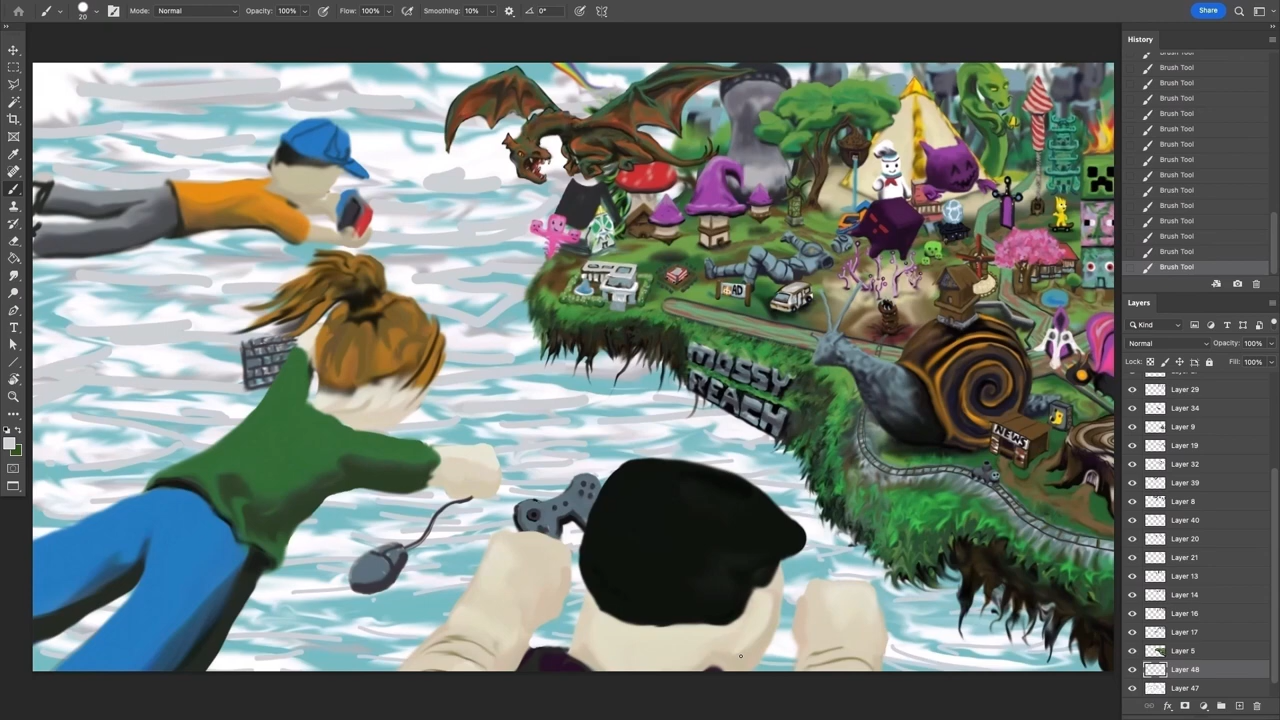 20
Mode: Normal
Opacity: 100%
Flow: 100%
Smoothing: 10%
0°
Share
History
Brush Tool
Brush Tool
Brush Tool
Brush Tool
Brush Tool
Brush Tool
Brush Tool
Brush Tool
Brush Tool
Brush Tool
Brush Tool
Brush Tool
Brush Tool
Brush Tool
Layers
Kind
Normal
Opacity: 100%
Lock:
Fill: 100%
Layer 29
Layer 34
Layer 9
Layer 19
Layer 32
Layer 39
Layer 8
Layer 40
Layer 20
Layer 21
Layer 13
Layer 14
Layer 16
Layer 17
Layer 5
Layer 48
Layer 47
fx
AD
MOSSY
REACH
NEWS